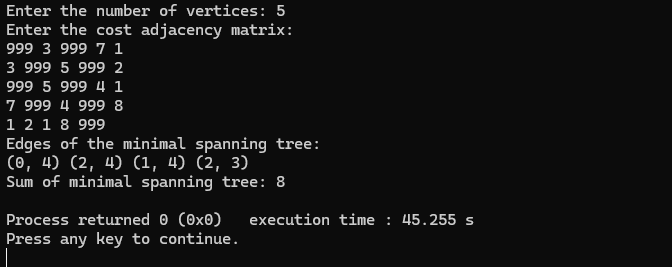 Enter the number of vertices: 5
Enter the cost adjacency matrix:
999 3 999 7 1
3 999 5 999 2
999 5 999 4 1
7 999 4 999 8
1 2 1 8 999
Edges of the minimal spanning tree:
(0, 4) (2, 4) (1, 4) (2, 3)
Sum of minimal spanning tree: 8
Process returned 0 (0x0)   execution time : 45.255 s
Press any key to continue.